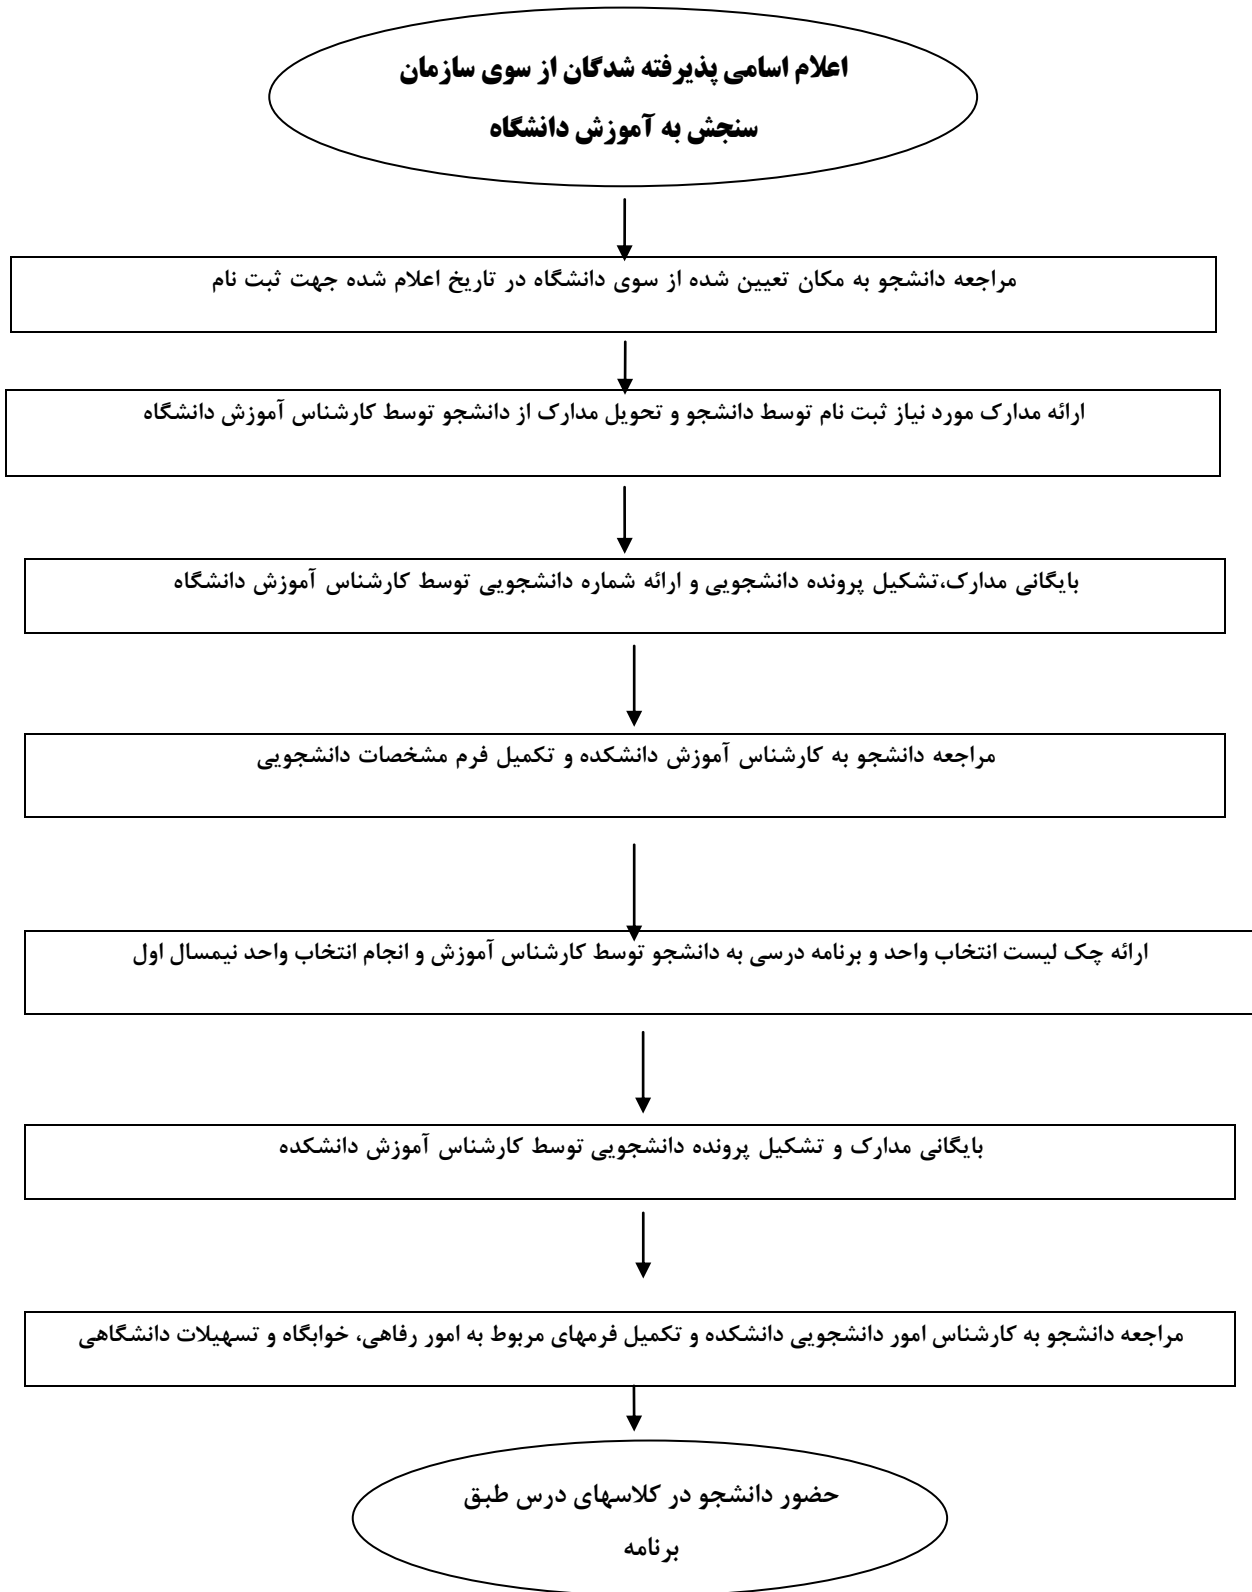 اعلام اسامی پذیرفته شدگان از سوی سازمان
سنجش به آموزش دانشگاه
مراجعه دانشجو به مکان تعیین شده از سوی دانشگاه در تاریخ اعلام شده جهت ثبت نام
ارائه مدارک مورد نیاز ثبت نام توسط دانشجو و تحویل مدارک از دانشجو توسط کارشناس آموزش دانشگاه
بایگانی مدارک،تشکیل پرونده دانشجویی و ارائه شماره دانشجویی توسط کارشناس آموزش دانشگاه
مراجعه دانشجو به کارشناس آموزش دانشکده و تکمیل فرم مشخصات دانشجویی
ارائه چک لیست انتخاب واحد و برنامه درسی به دانشجو توسط کارشناس آموزش و انجام انتخاب واحد نیمسال اول
بایگانی مدارک و تشکیل پرونده دانشجویی توسط کارشناس آموزش دانشکده
مراجعه دانشجو به کارشناس امور دانشجویی دانشکده و تکمیل فرمهای مربوط به امور رفاهی، خوابگاه و تسهیلات دانشگاهی
حضور دانشجو در کلاسهای درس طبق
برنامه